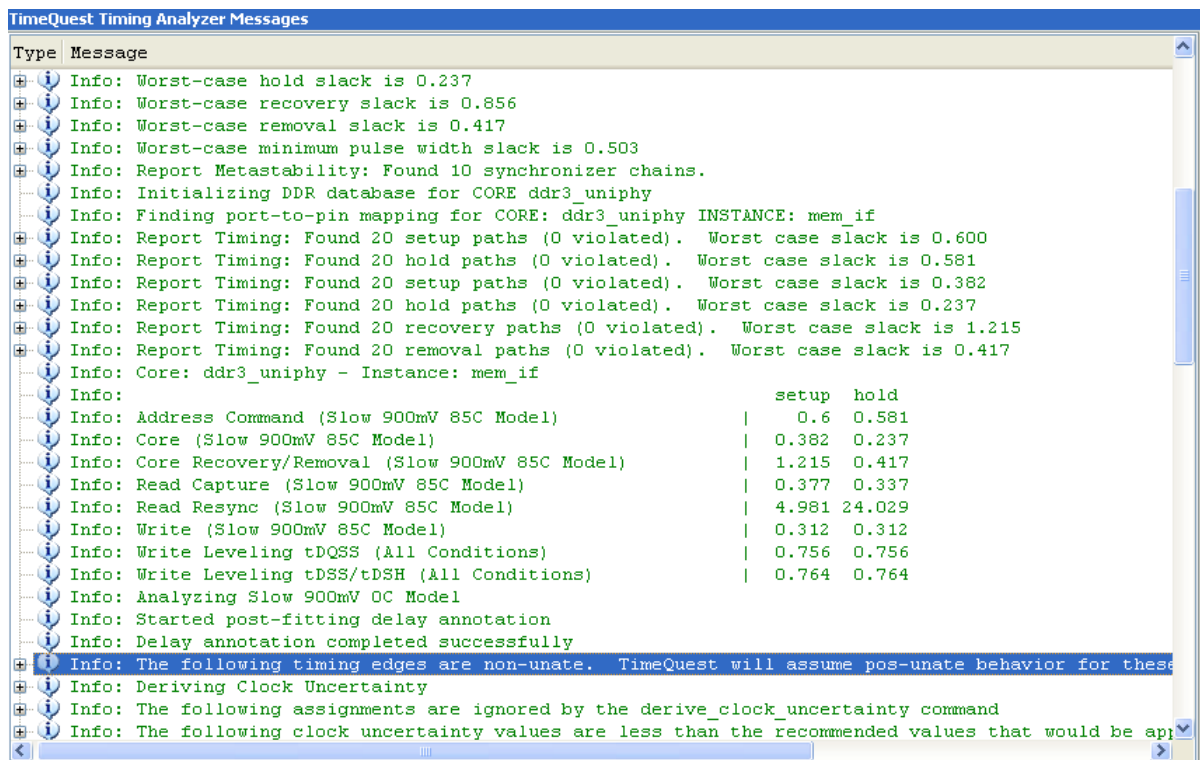 TimeQuest Timing Analyzer Messages
Type Message
Info: Worst-case hold slack is 0.237
Info: Worst-case recovery slack is 0.856
Info: Worst-case removal slack is 0.417
Info: Worst-case minimum pulse width slack is 0.503
Info: Report Metastability: Found 10 synchronizer chains.
Info: Initializing DDR database for CORE ddr3_uniphy
Info: Finding port-to-pin mapping for CORE: ddr3_uniphy INSTANCE: mem_if
Info: Report Timing: Found 20 setup paths (0 violated).  Worst case slack is 0.600
Info: Report Timing: Found 20 hold paths (0 violated).  Worst case slack is 0.581
Info: Report Timing: Found 20 setup paths (0 violated).  Worst case slack is 0.382
Info: Report Timing: Found 20 hold paths (0 violated).  Worst case slack is 0.237
Info: Report Timing: Found 20 recovery paths (0 violated).  Worst case slack is 1.215
Info: Report Timing: Found 20 removal paths (0 violated).  Worst case slack is 0.417
Info: Core: ddr3_uniphy - Instance: mem_if
Info: setup hold
Info: Address Command (Slow 900mV 85C Model) | 0.6 0.581
Info: Core (Slow 900mV 85C Model) | 0.382 0.237
Info: Core Recovery/Removal (Slow 900mV 85C Model) | 1.215 0.417
Info: Read Capture (Slow 900mV 85C Model) | 0.377 0.337
Info: Read Resync (Slow 900mV 85C Model) | 4.981 24.029
Info: Write (Slow 900mV 85C Model) | 0.312 0.312
Info: Write Leveling tDQSS (All Conditions) | 0.756 0.756
Info: Write Leveling tDSS/tDSH (All Conditions) | 0.764 0.764
Info: Analyzing Slow 900mV 0C Model
Info: Started post-fitting delay annotation
Info: Delay annotation completed successfully
Info: The following timing edges are non-unate.  TimeQuest will assume pos-unate behavior for these
Info: Deriving Clock Uncertainty
Info: The following assignments are ignored by the derive_clock_uncertainty command
Info: The following clock uncertainty values are less than the recommended values that would be app